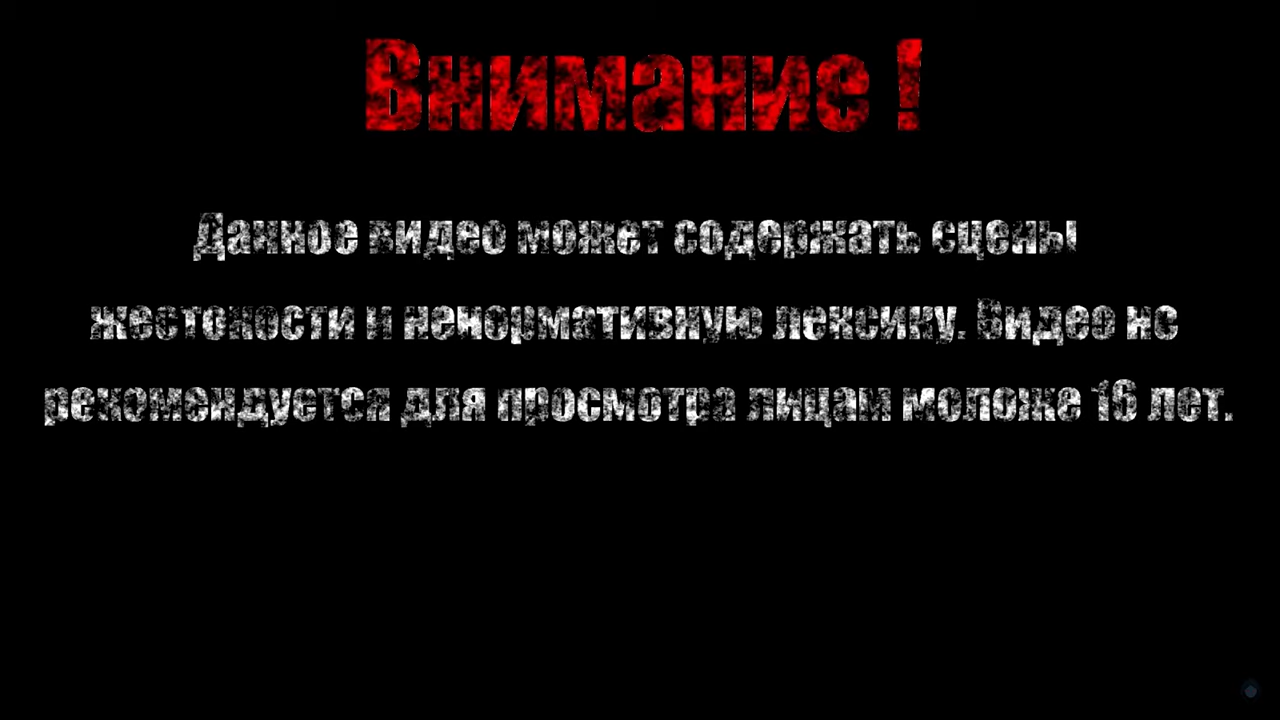 Внимание !
Данное видео может содержать сцены
жестокости и ненормативную лексику. Видео не
рекомендуется для просмотра лицам моложе 16 лет.